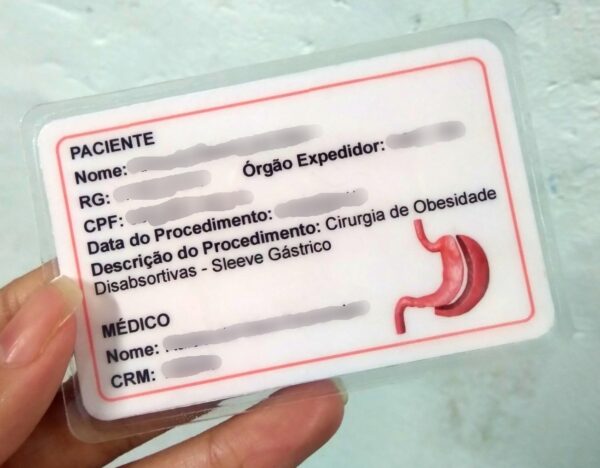 PACIENTE
Nome:
Órgão Expedidor:
RG:
CPF:
Data do Procedimento:
Descrição do Procedimento: Cirurgia de Obesidade
Disabsortivas - Sleeve Gástrico
MÉDICO
Nome:
CRM: